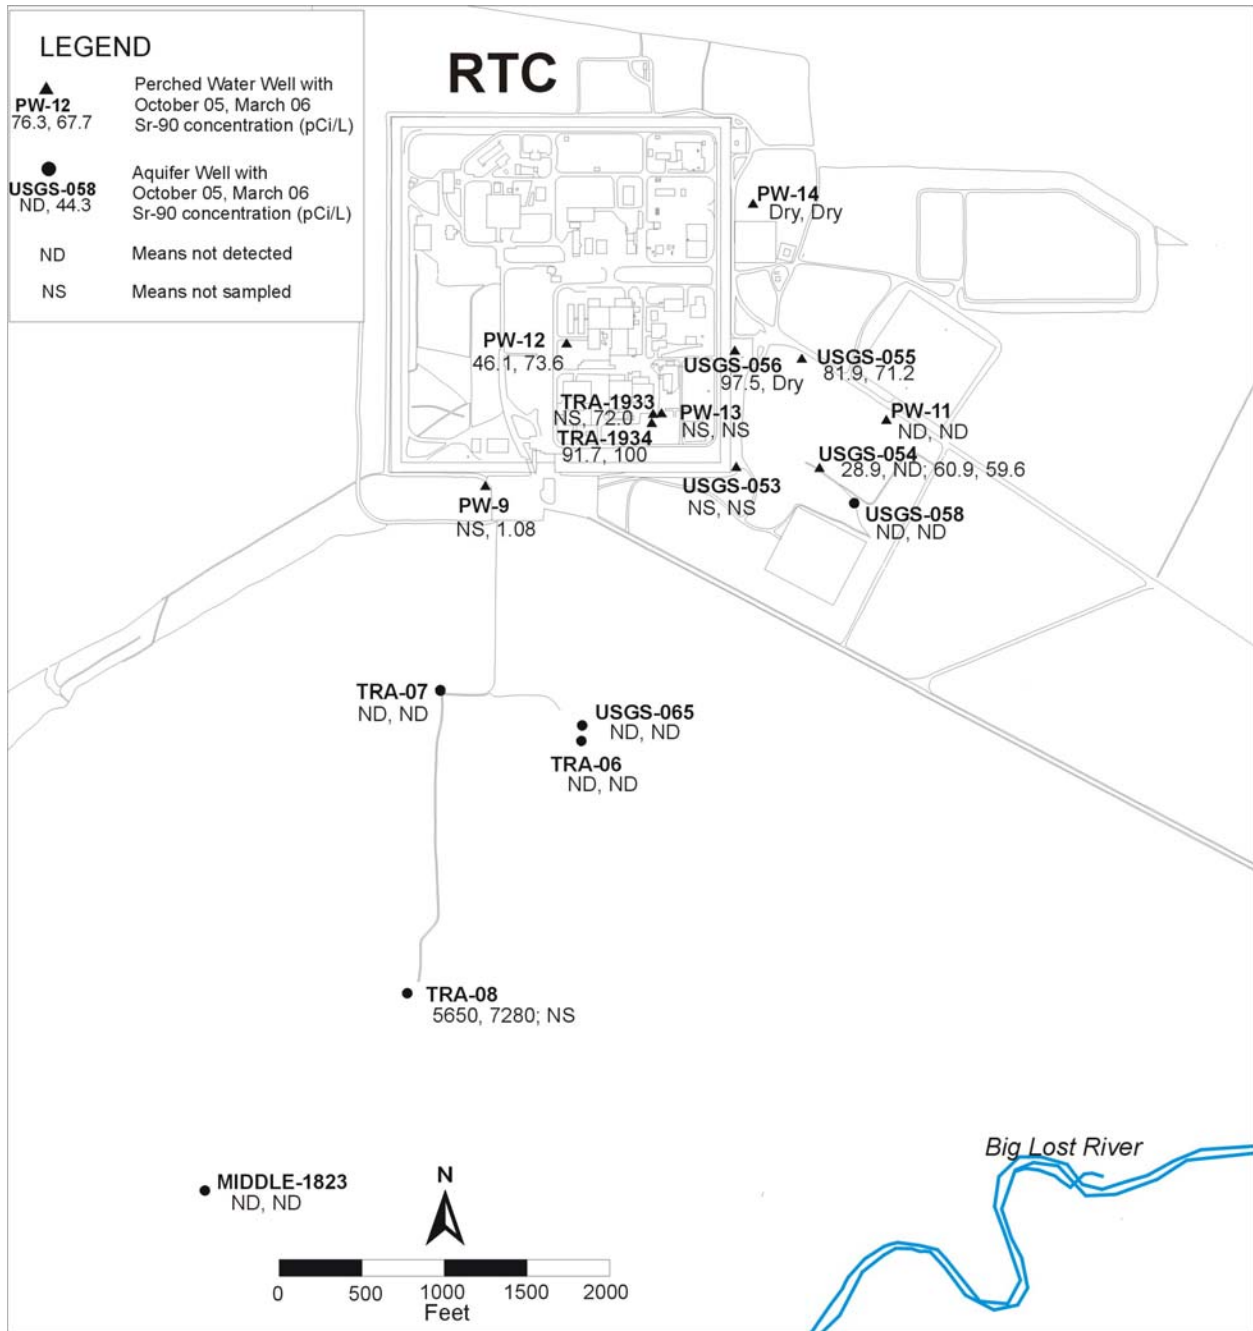 LEGEND
PW-12
76.3, 67.7
Perched Water Well with
October 05, March 06
Sr-90 concentration (pCi/L)
USGS-058
ND, 44.3
Aquifer Well with
October 05, March 06
Sr-90 concentration (pCi/L)
ND Means not detected
NS Means not sampled
RTC
PW-14
Dry, Dry
PW-12
46.1, 73.6
USGS-056
97.5, Dry
USGS-055
81.9, 71.2
TRA-1933
NS, 72.0
PW-13
NS, NS
PW-11
ND, ND
TRA-1934
91.7, 100
USGS-054
28.9, ND; 60.9, 59.6
USGS-053
NS, NS
PW-9
NS, 1.08
USGS-058
ND, ND
TRA-07
ND, ND
USGS-065
ND, ND
TRA-06
ND, ND
TRA-08
5650, 7280; NS
Big Lost River
MIDDLE-1823
ND, ND
N
0 500 1000 1500 2000
Feet